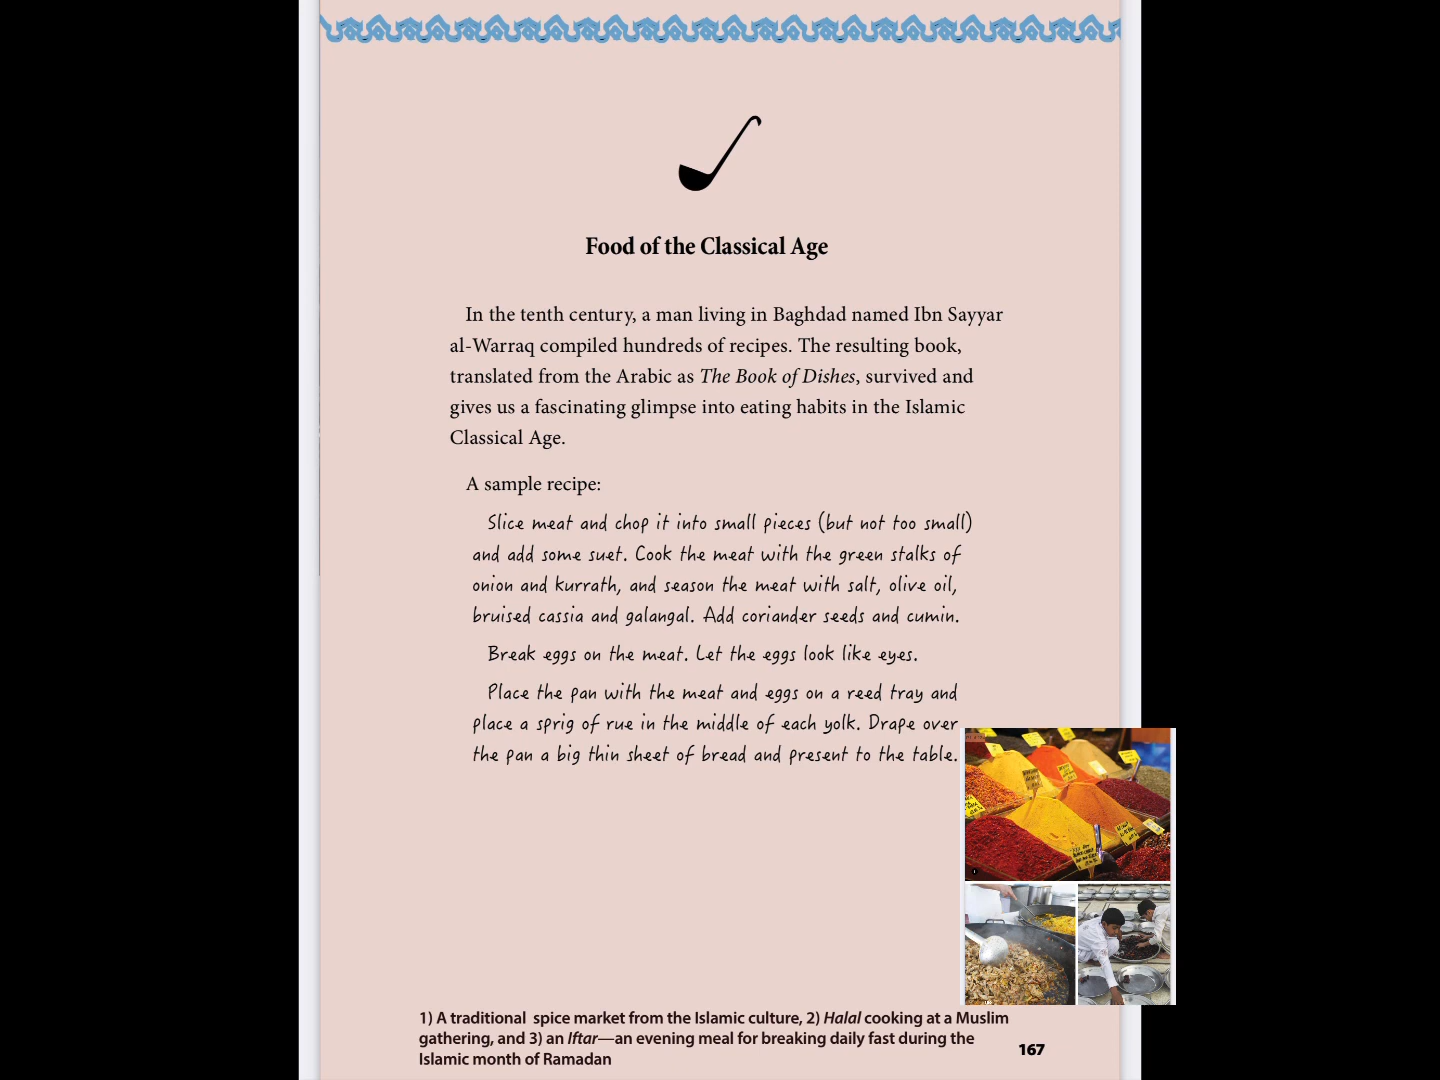 Food of the Classical Age
In the tenth century, a man living in Baghdad named Ibn Sayyar
al-Warraq compiled hundreds of recipes. The resulting book,
translated from the Arabic as The Book of Dishes, survived and
gives us a fascinating glimpse into eating habits in the Islamic
Classical Age.
A sample recipe:
Slice meat and chop it into small pieces (but not too small)
and add some suet. Cook the meat with the green stalks of
onion and kurrath, and season the meat with salt, olive oil,
bruised cassia and galangal. Add coriander seeds and cumin.
Break eggs on the meat. Let the eggs look like eyes.
Place the pan with the meat and eggs on a reed tray and
place a sprig of rue in the middle of each yolk. Drape over
the pan a big thin sheet of bread and present to the table.
1) A traditional spice market from the Islamic culture, 2) Halal cooking at a Muslim
gathering, and 3) an Iftar—an evening meal for breaking daily fast during the
Islamic month of Ramadan
167